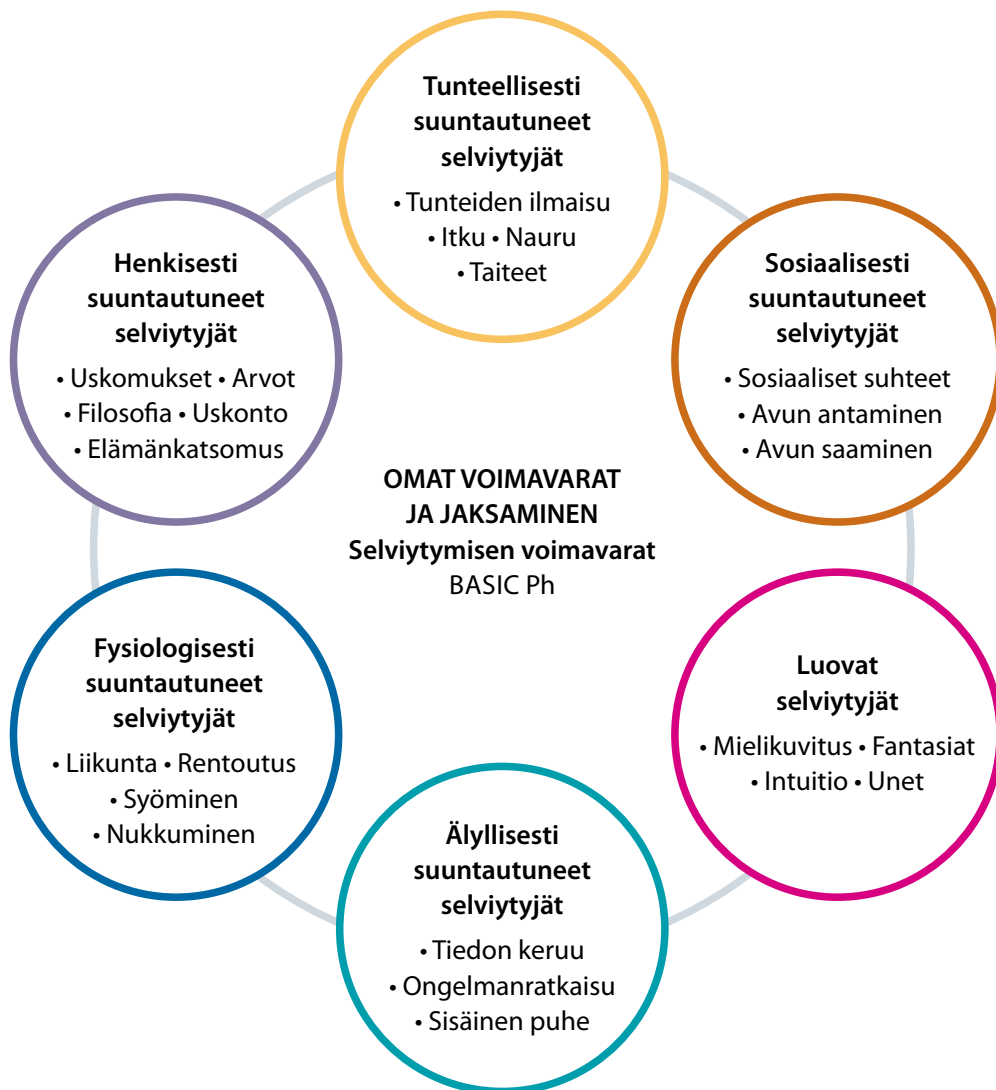 Tunteellisesti
suuntautuneet
selviytyjät
• Tunteiden ilmaisu
• Itku • Nauru
• Taiteet
Henkisesti
suuntautuneet
selviytyjät
• Uskomukset • Arvot
• Filosofia • Uskonto
• Elämänkatsomus
Sosiaalisesti
suuntautuneet
selviytyjät
• Sosiaaliset suhteet
• Avun antaminen
• Avun saaminen
OMAT VOIMAVARAT
JA JAKSAMINEN
Selviytymisen voimavarat
BASIC Ph
Fysiologisesti
suuntautuneet
selviytyjät
• Liikunta • Rentoutus
• Syöminen
• Nukkuminen
Luovat
selviytyjät
• Mielikuvitus • Fantasiat
• Intuitio • Unet
Älyllisesti
suuntautuneet
selviytyjät
• Tiedon keruu
• Ongelmanratkaisu
• Sisäinen puhe